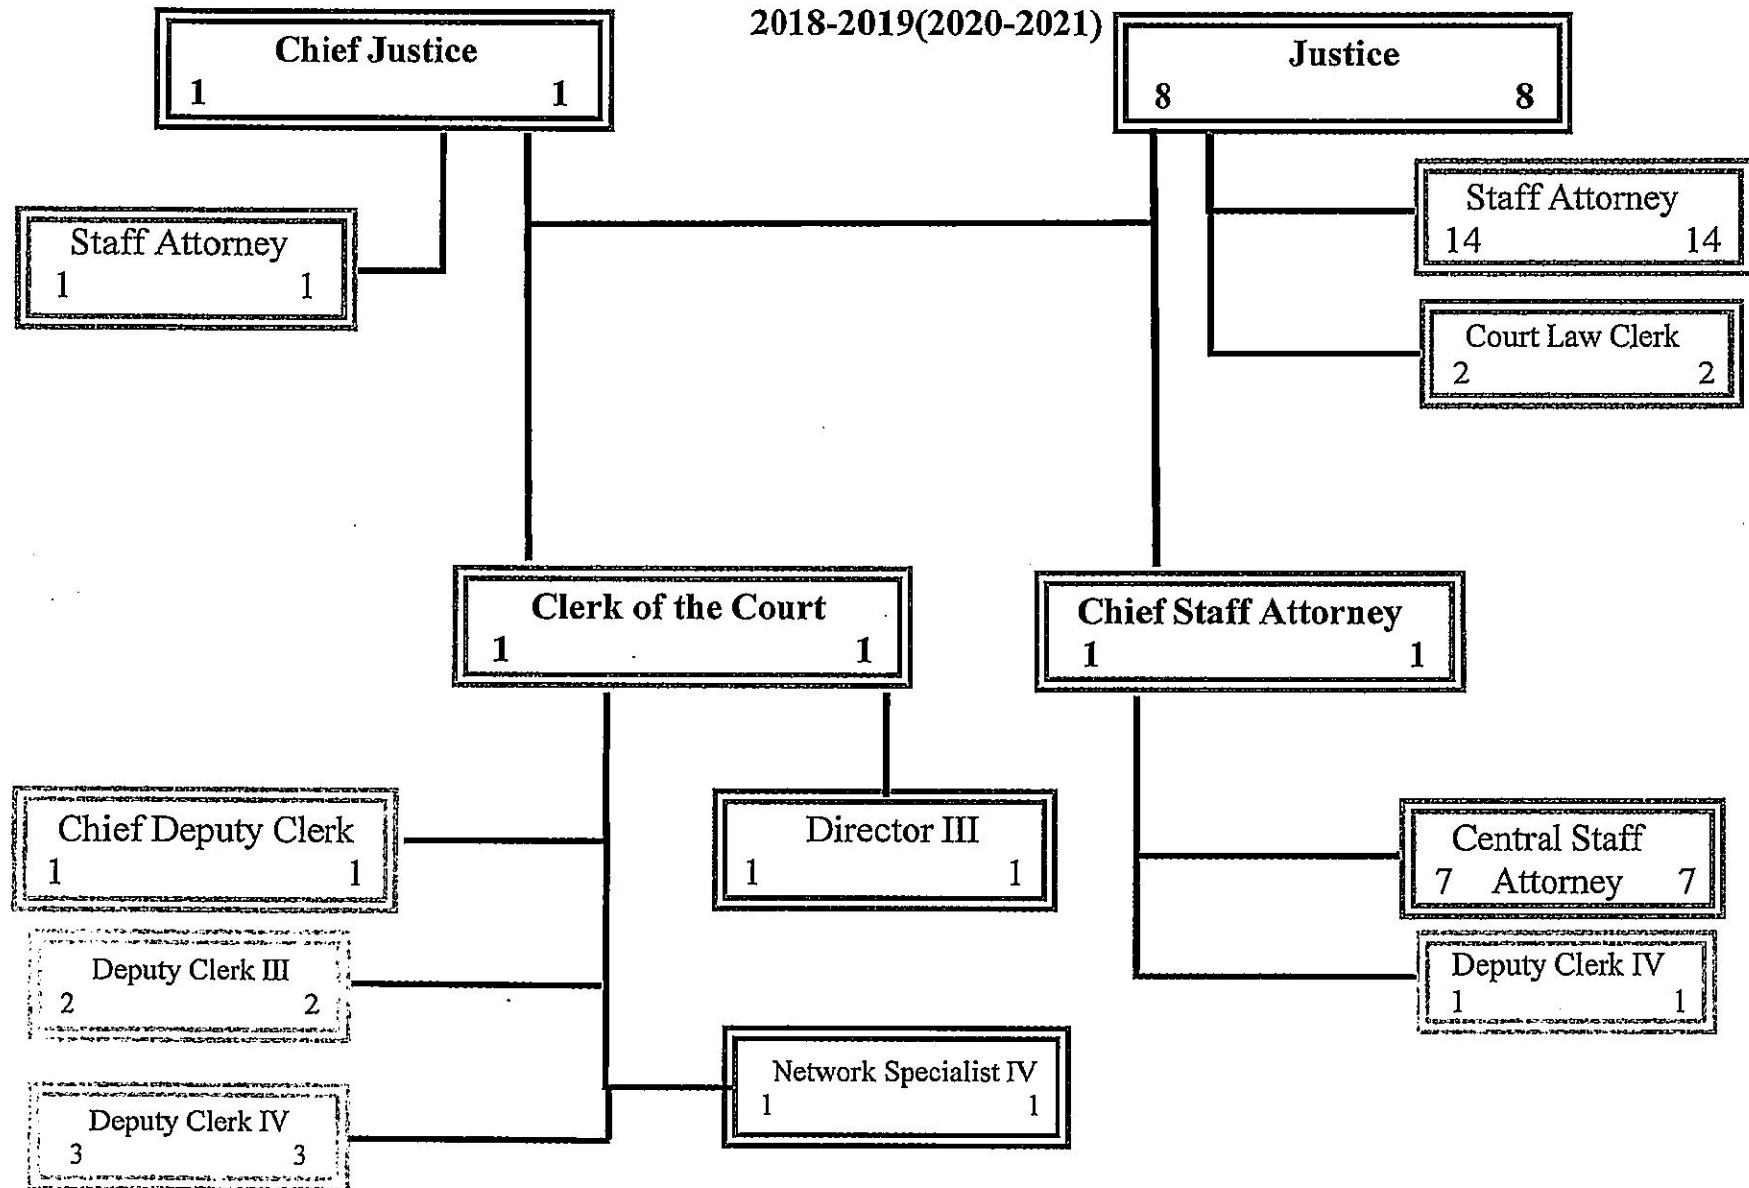 2018-2019(2020-2021)
Chief Justice
1 1
Justice
8 8
Staff Attorney
1 1
Staff Attorney
14 14
Court Law Clerk
2 2
Clerk of the Court
1 1
Chief Staff Attorney
1 1
Chief Deputy Clerk
1 1
Director III
1 1
Central Staff
7 Attorney 7
Deputy Clerk III
2 2
Deputy Clerk IV
1 1
Network Specialist IV
1 1
Deputy Clerk IV
3 3